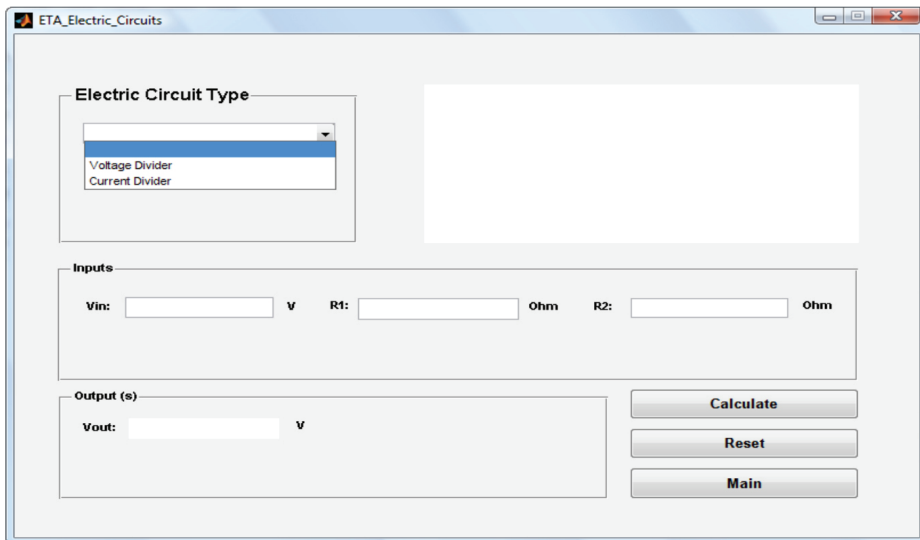 ETA_Electric_Circuits
Electric Circuit Type
Voltage Divider
Current Divider
Inputs
Vin: V R1: Ohm R2: Ohm
Output (s)
Vout: V
Calculate
Reset
Main